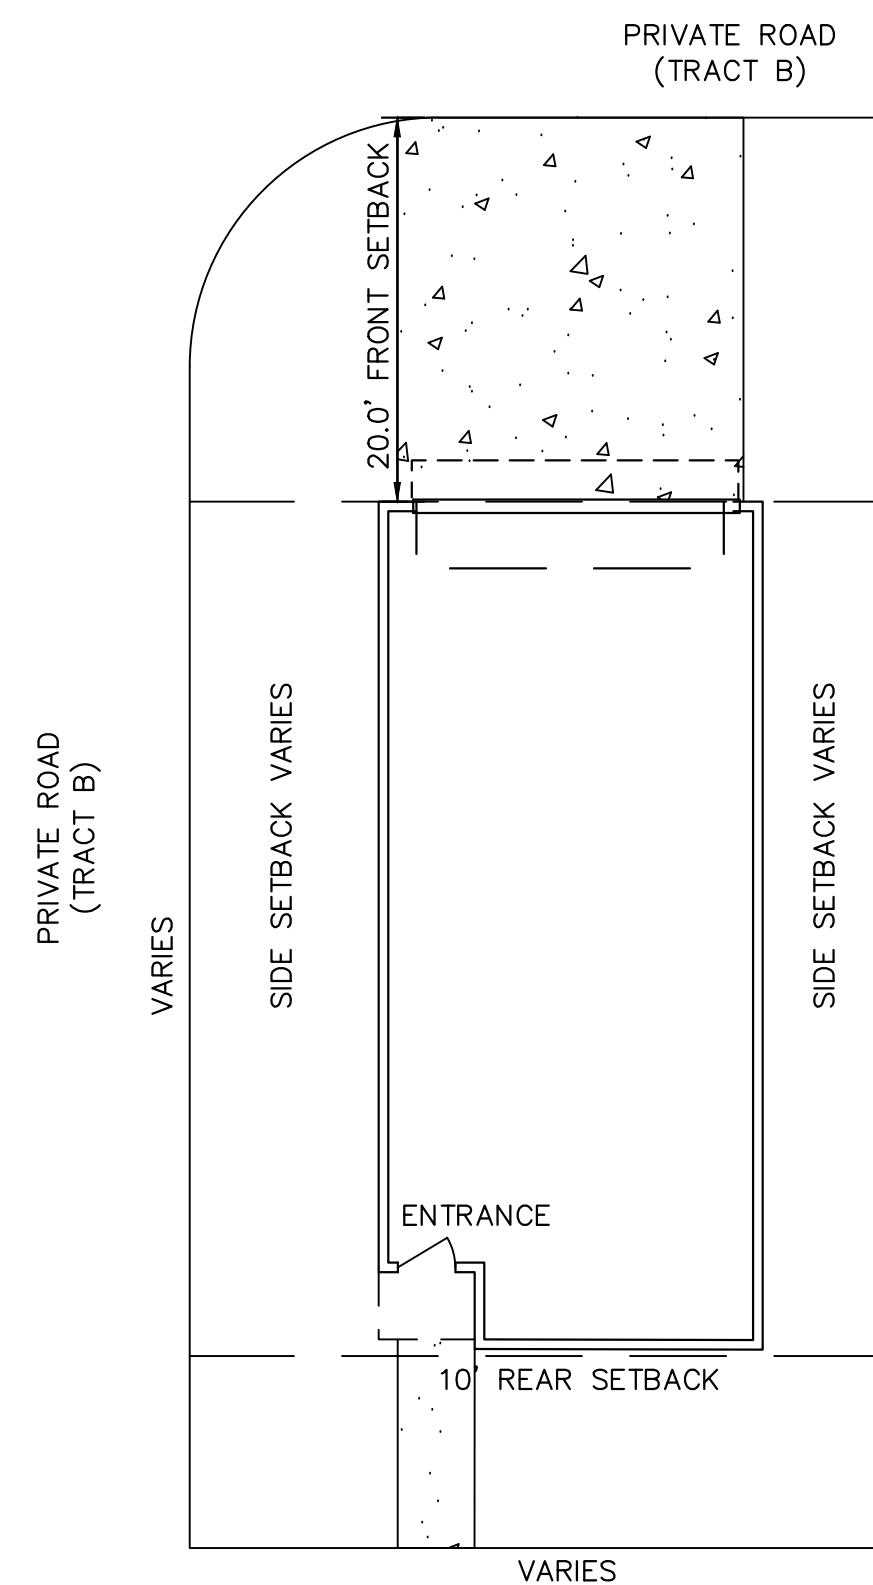 PRIVATE ROAD
(TRACT B)
20.0' FRONT SETBACK
PRIVATE ROAD
(TRACT B)
VARIES
SIDE SETBACK VARIES
SIDE SETBACK VARIES
ENTRANCE
10' REAR SETBACK
VARIES